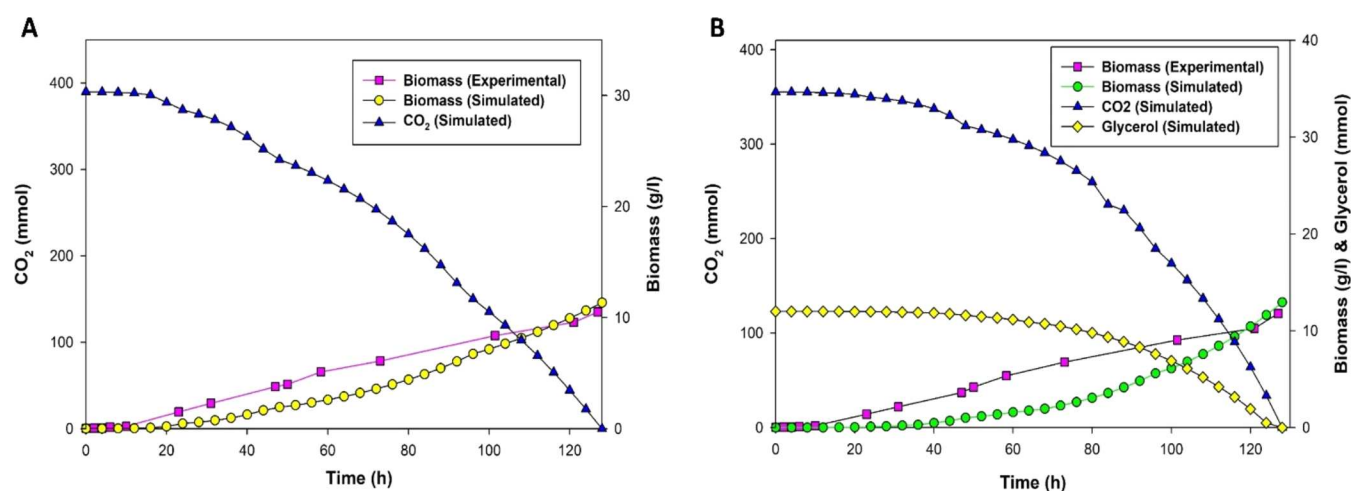 A
CO2 (mmol)
400
300
200
100
0
Biomass (Experimental)
Biomass (Simulated)
CO2 (Simulated)
30
20
10
0
Biomass (g/l)
0 20 40 60 80 100 120
Time (h)
B
CO2 (mmol)
400
300
200
100
0
Biomass (Experimental)
Biomass (Simulated)
CO2 (Simulated)
Glycerol (Simulated)
40
30
20
10
0
Biomass (g/l) & Glycerol (mmol)
0 20 40 60 80 100 120
Time (h)